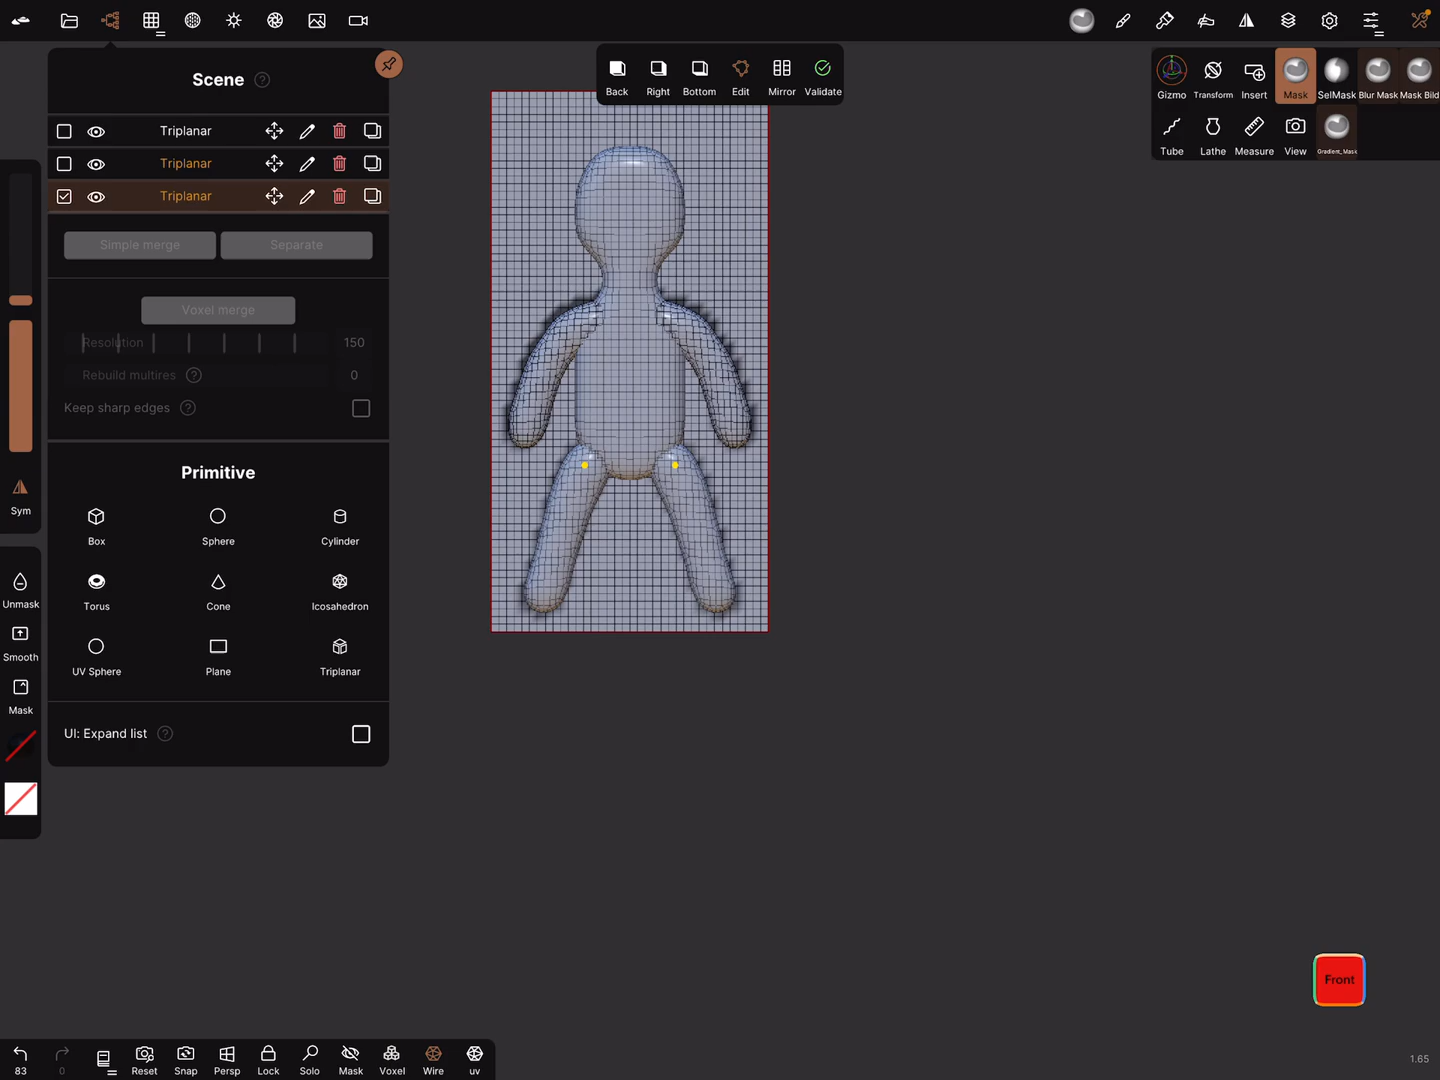 Scene
Triplanar
Triplanar
Triplanar
Simple merge
Separate
Voxel merge
Resolution
150
Rebuild multires
0
Keep sharp edges
Primitive
Box
Sphere
Cylinder
Torus
Cone
Icosahedron
UV Sphere
Plane
Triplanar
UI: Expand list
Sym
Unmask
Smooth
Mask
Back
Right
Bottom
Edit
Mirror
Validate
Gizmo
Transform
Insert
Mask
SelMask
Blur Mask
Mask Bild
Tube
Lathe
Measure
View
Gradient_Mask
Front
83
0
Reset
Snap
Persp
Lock
Solo
Mask
Voxel
Wire
uv
1.65